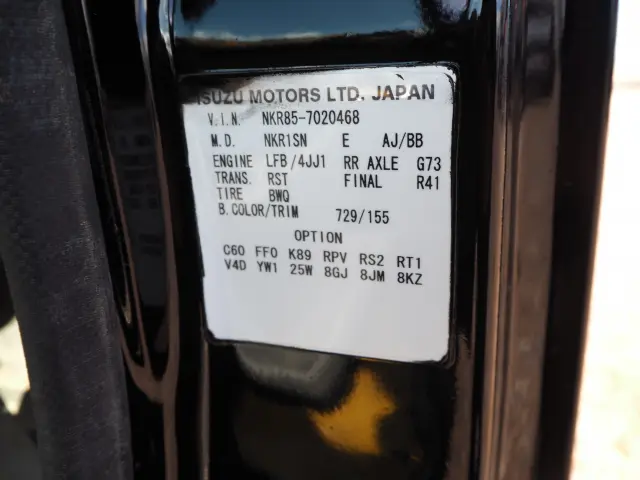 ISUZU MOTORS LTD. JAPAN
V.I.N. NKR85-7020468
M.D. NKR1SN E AJ/BB
ENGINE LFB/4JJ1 RR AXLE G73
TRANS. RST FINAL R41
TIRE BWQ
B.COLOR/TRIM 729/155
OPTION
C60 FF0 K89 RPV RS2 RT1
V4D YW1 25W 8GJ 8JM 8KZ